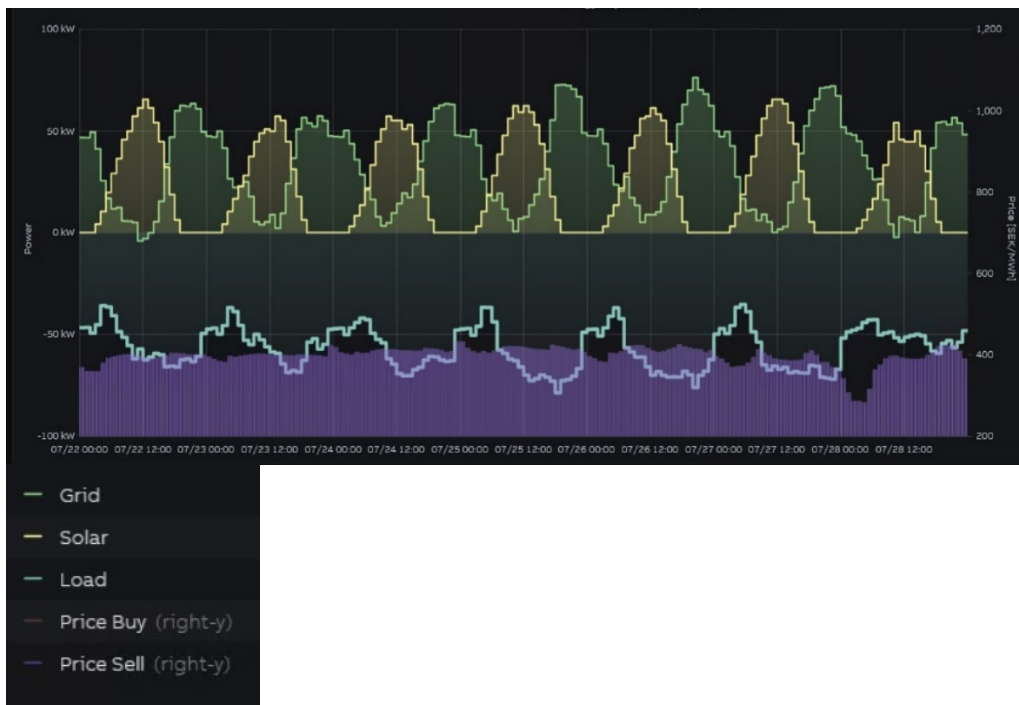 100 kW
1,200
50 kW
1,000
0 kW
800
600
-50 kW
400
-100 kW
200
Power
Price [SEK/MWh]
07/22 00:00 07/22 12:00 07/23 00:00 07/23 12:00 07/24 00:00 07/24 12:00 07/25 00:00 07/25 12:00 07/26 00:00 07/26 12:00 07/27 00:00 07/27 12:00 07/28 00:00 07/28 12:00
Grid
Solar
Load
Price Buy (right-y)
Price Sell (right-y)